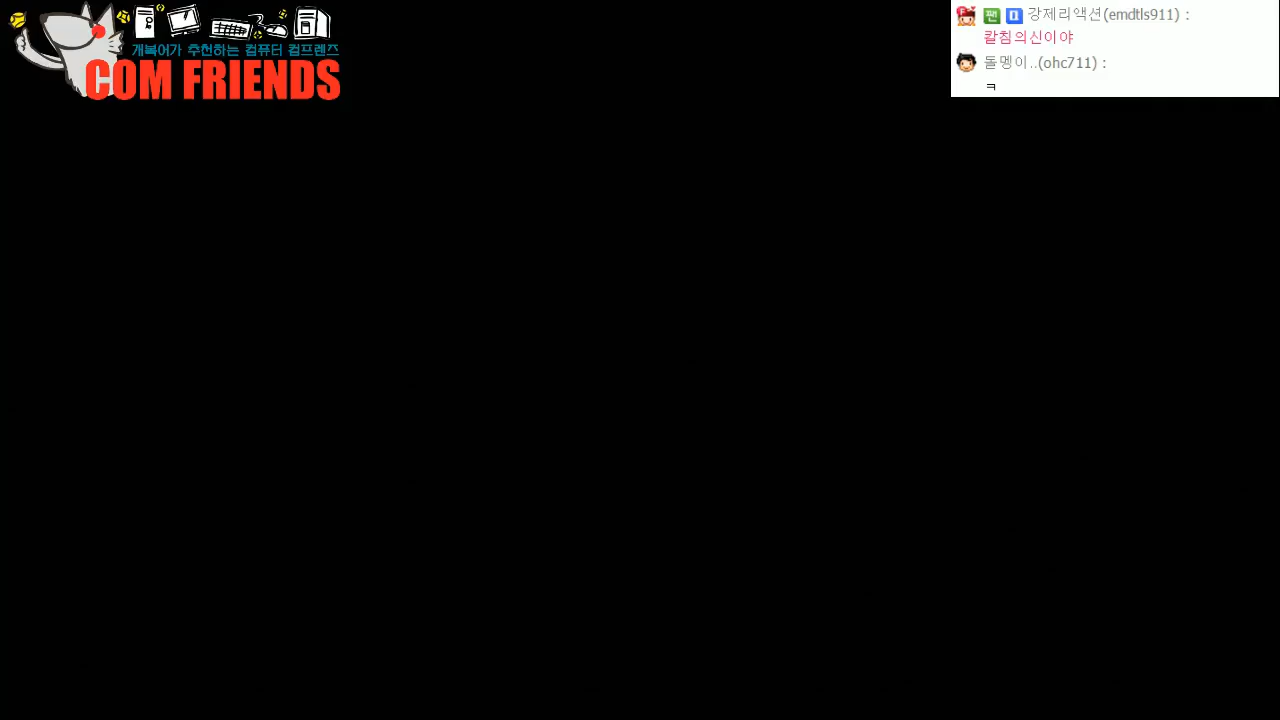 개복어가 추천하는 컴퓨터 컴프렌즈
COM FRIENDS
팬 강제리액션(emdtls911) :
칼침의신이야
돌멩이..(ohc711) :
ㅋ